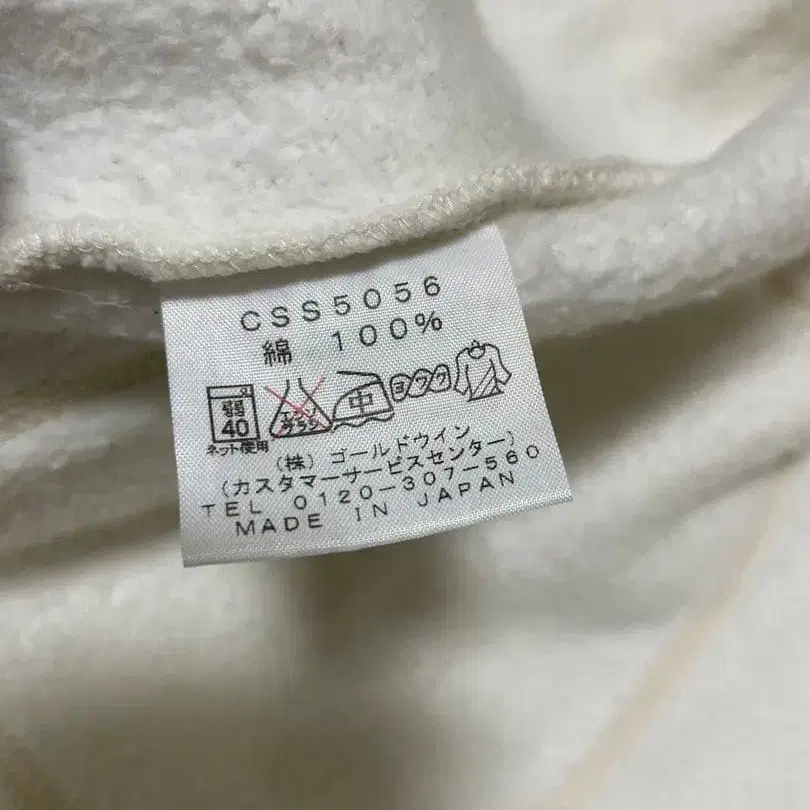 CSS5056
綿 100%
弱 40 エンソサラシ 中 ヨワク
ネット使用
(株) ゴールドウイン
(カスタマーサービスセンター)
TEL 0120-307-560
MADE IN JAPAN